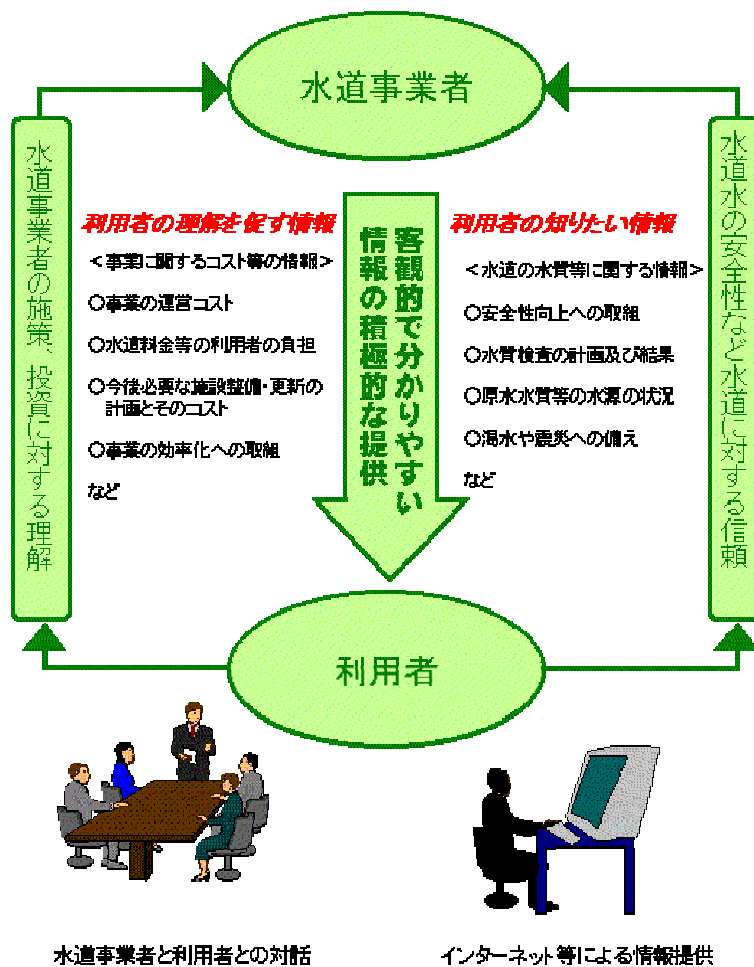 水道事業者
水道事業者の施策、投資に対する理解
利用者の理解を促す情報
＜事業に関するコスト等の情報＞
○事業の運営コスト
○水道料金等の利用者の負担
○今後必要な施設整備・更新の
計画とそのコスト
○事業の効率化への取組
など
客観的で分かりやすい
情報の積極的な提供
利用者の知りたい情報
＜水道の水質等に関する情報＞
○安全性向上への取組
○水質検査の計画及び結果
○原水水質等の水源の状況
○渇水や震災への備え
など
水道水の安全性など水道に対する信頼
利用者
水道事業者と利用者との対話
インターネット等による情報提供